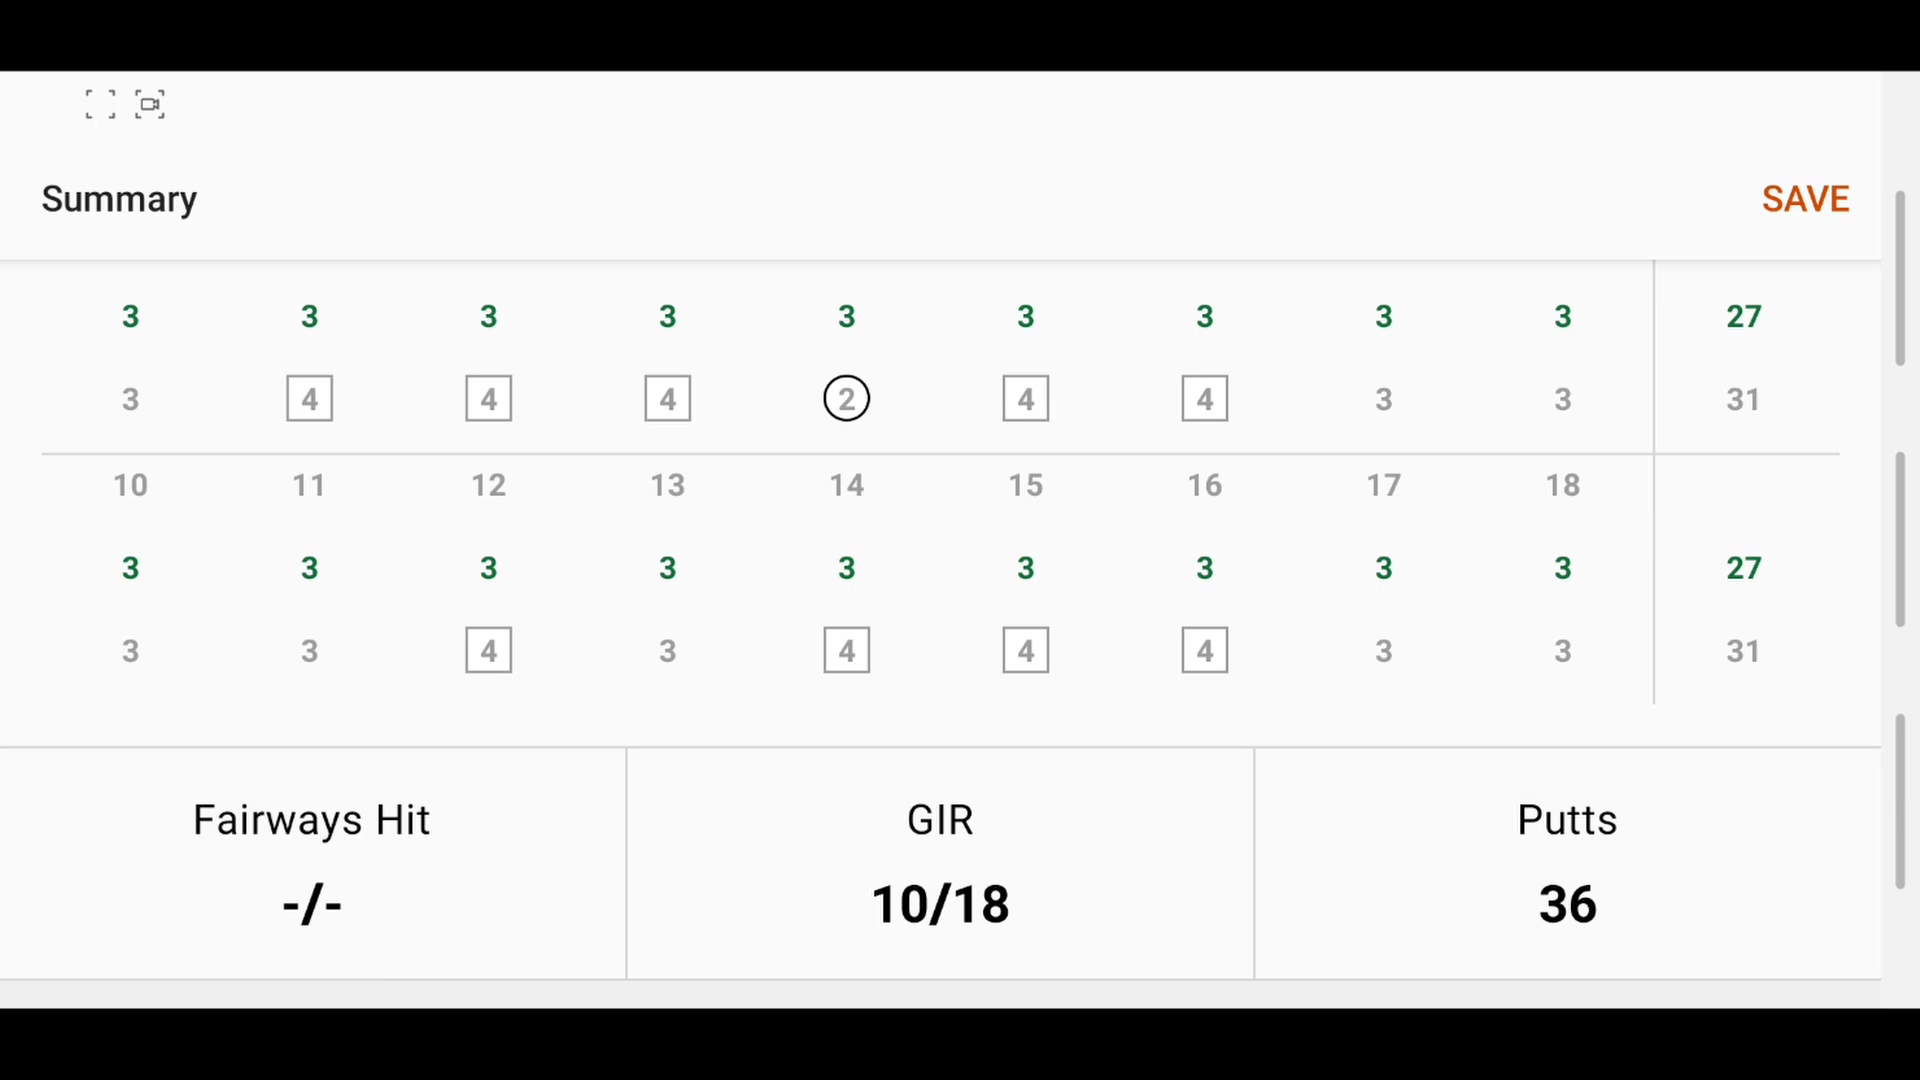 Summary SAVE
3 3 3 3 3 3 3 3 3 27
3 4 4 4 2 4 4 3 3 31
10 11 12 13 14 15 16 17 18
3 3 3 3 3 3 3 3 3 27
3 3 4 3 4 4 4 3 3 31
Fairways Hit GIR Putts
-/- 10/18 36